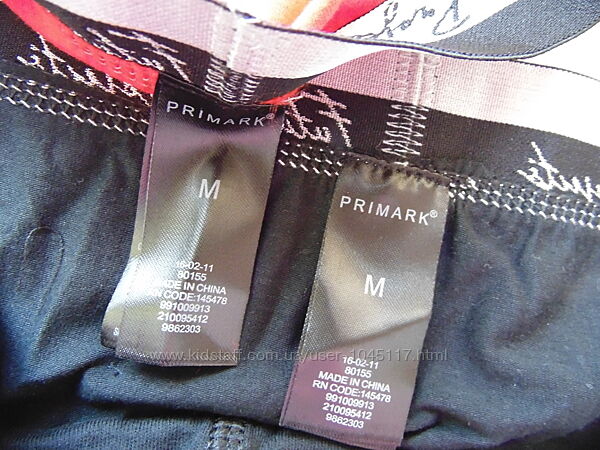 PRIMARK®
M
16-02-11
80155
MADE IN CHINA
RN CODE:145478
991009913
210095412
9862303
PRIMARK®
M
16-02-11
80155
MADE IN CHINA
RN CODE:145478
991009913
210095412
9862303
www.kidstaff.com.ua/user-1045117.html